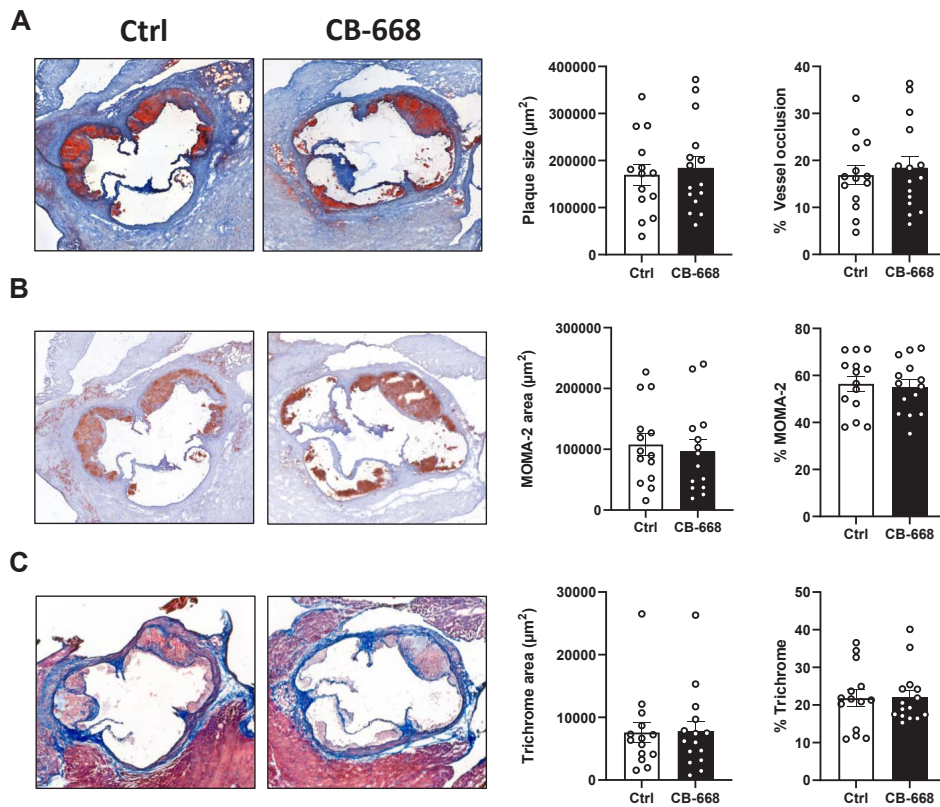 A
Ctrl
CB-668
Plaque size (µm²)
400000
300000
200000
100000
0
Ctrl
CB-668
% Vessel occlusion
40
30
20
10
0
Ctrl
CB-668
B
MOMA-2 area (µm²)
300000
200000
100000
0
Ctrl
CB-668
% MOMA-2
80
60
40
20
0
Ctrl
CB-668
C
Trichrome area (µm²)
30000
20000
10000
0
Ctrl
CB-668
% Trichrome
50
40
30
20
10
0
Ctrl
CB-668